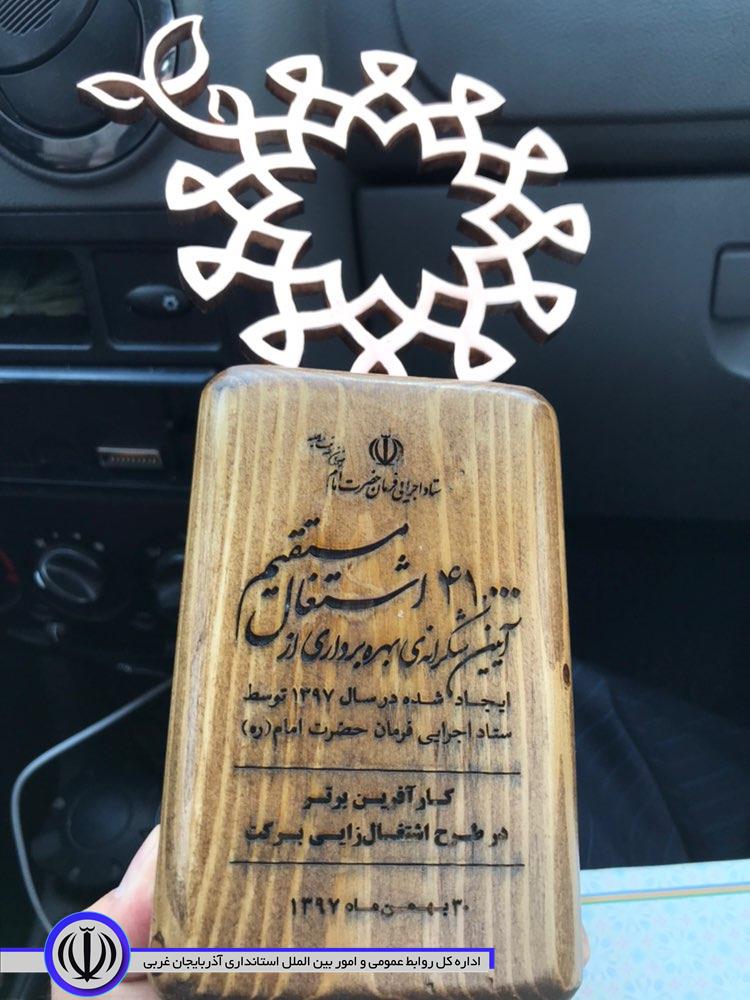 ستاد اجرایی فرمان حضرت امام
۴۱۰۰۰ اشتغال مستقیم
آیین شکرانه‌ی بهره‌برداری از
ایجاد شده در سال ۱۳۹۷ توسط
ستاد اجرایی فرمان حضرت امام(ره)
کارآفرین برتر
در طرح اشتغال‌زایی برکت
۳۰ بهمن ماه ۱۳۹۷
اداره کل روابط عمومی و امور بین الملل استانداری آذربایجان غربی